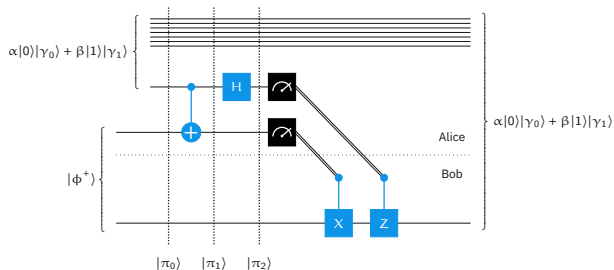 α|0⟩|γ₀⟩ + β|1⟩|γ₁⟩
H
α|0⟩|γ₀⟩ + β|1⟩|γ₁⟩
Alice
Bob
|ϕ⁺⟩
X
Z
|π₀⟩
|π₁⟩
|π₂⟩